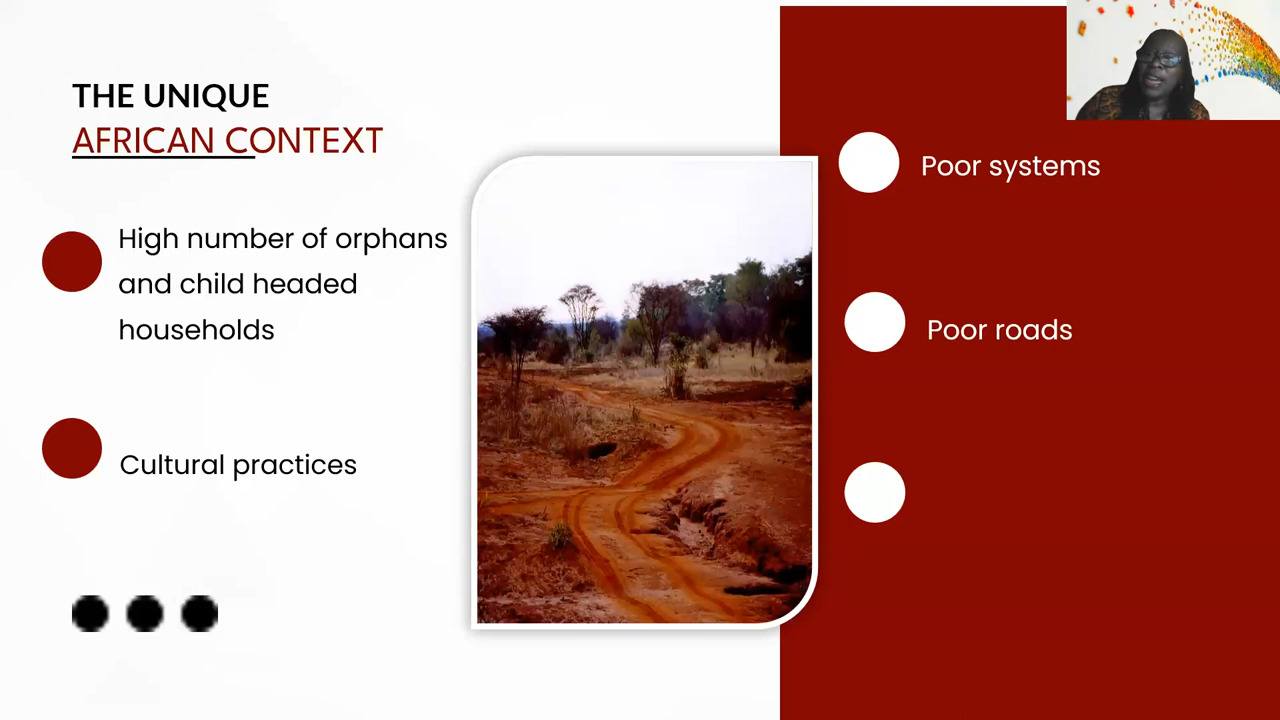 THE UNIQUE
AFRICAN CONTEXT
High number of orphans
and child headed
households
Cultural practices
Poor systems
Poor roads